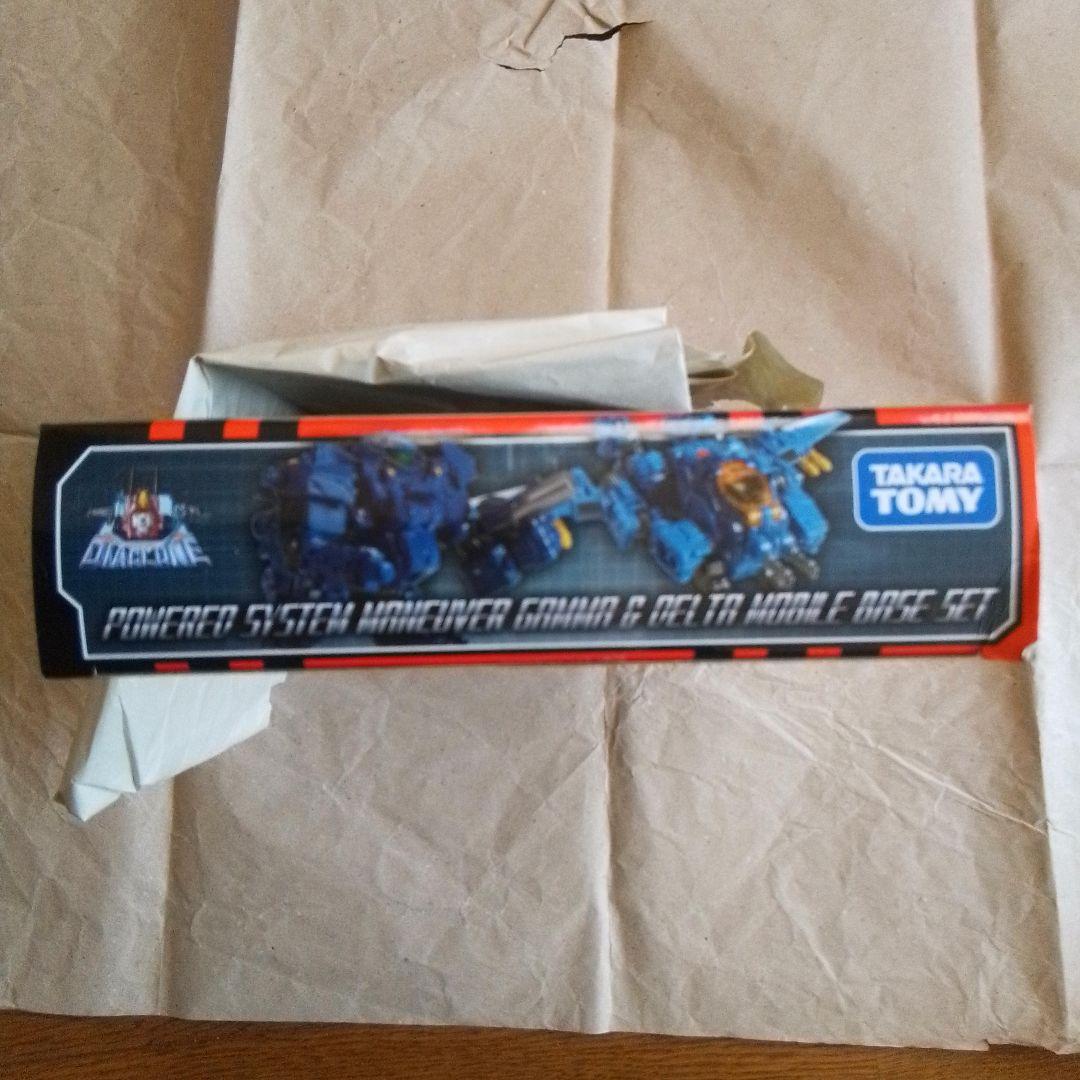 DIACLONE
TAKARA
TOMY
POWERED SYSTEM MANEUVER GAMMA & DELTA MOBILE BASE SET